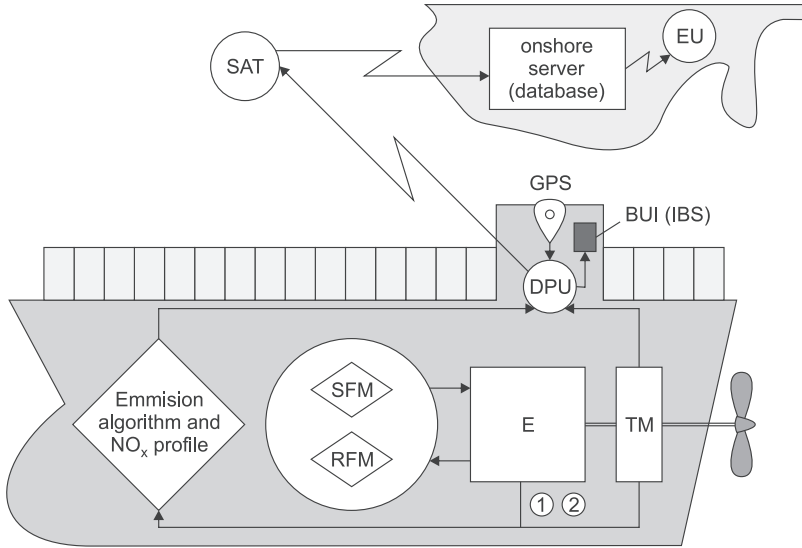 SAT
onshore
server
(database)
EU
GPS
BUI (IBS)
DPU
Emmision
algorithm and
NOₓ profile
SFM
RFM
E
TM
1 2